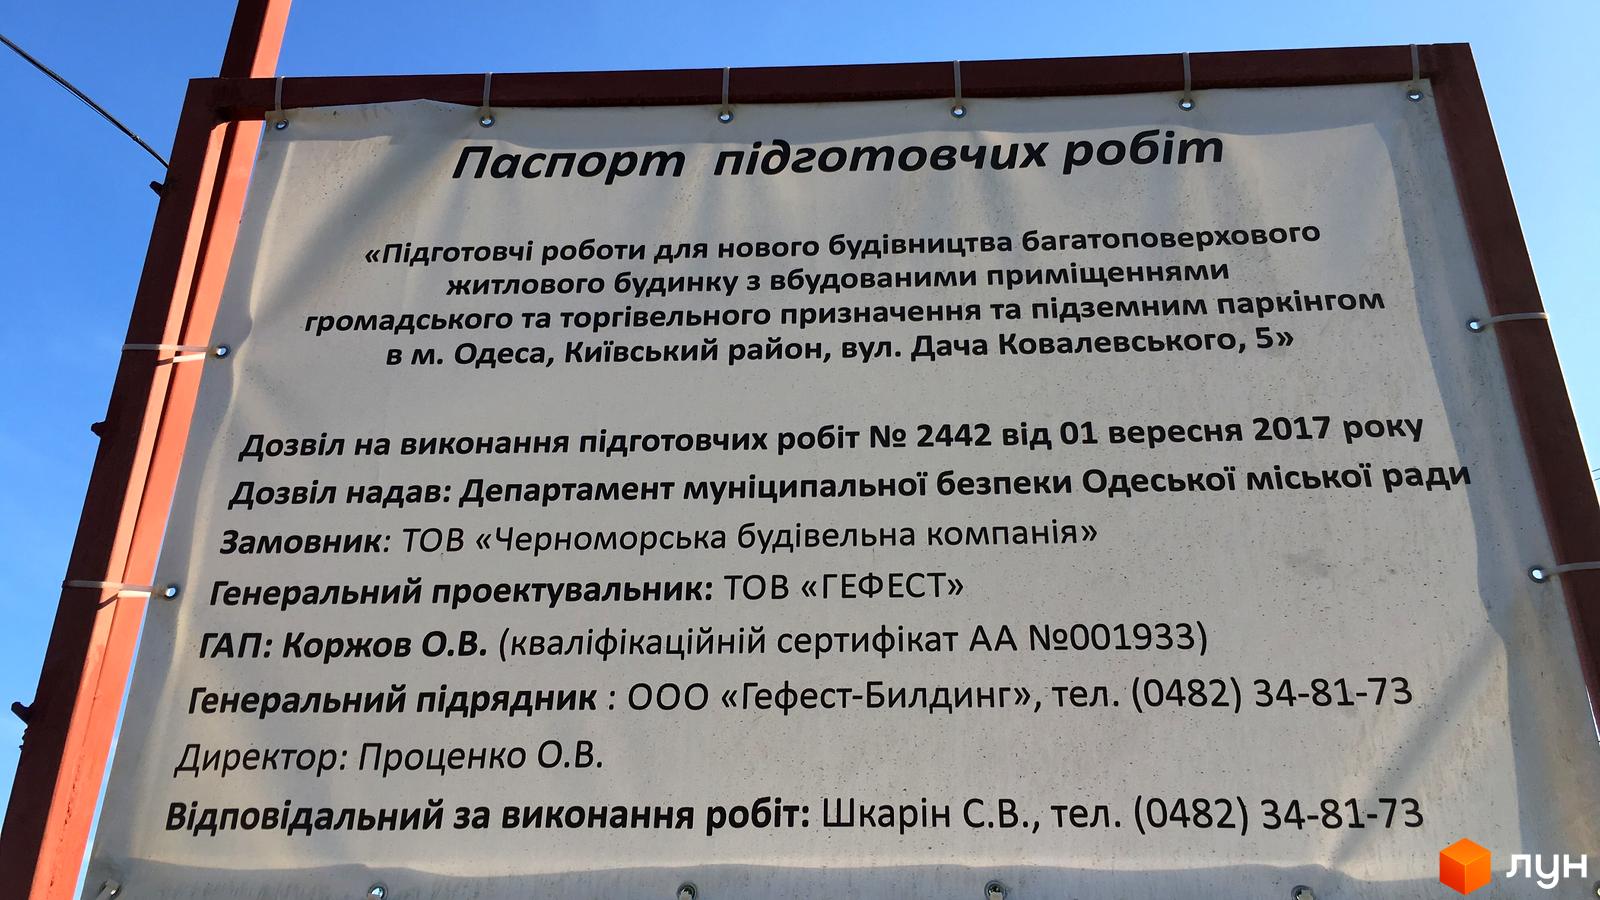 Паспорт підготовчих робіт
«Підготовчі роботи для нового будівництва багатоповерхового
житлового будинку з вбудованими приміщеннями
громадського та торгівельного призначення та підземним паркінгом
в м. Одеса, Київський район, вул. Дача Ковалевського, 5»
Дозвіл на виконання підготовчих робіт № 2442 від 01 вересня 2017 року
Дозвіл надав: Департамент муніципальної безпеки Одеської міської ради
Замовник: ТОВ «Черноморська будівельна компанія»
Генеральний проектувальник: ТОВ «ГЕФЕСТ»
ГАП: Коржов О.В. (кваліфікаційній сертифікат АА №001933)
Генеральний підрядник : ООО «Гефест-Билдинг», тел. (0482) 34-81-73
Директор: Проценко О.В.
Відповідальний за виконання робіт: Шкарін С.В., тел. (0482) 34-81-73
лун